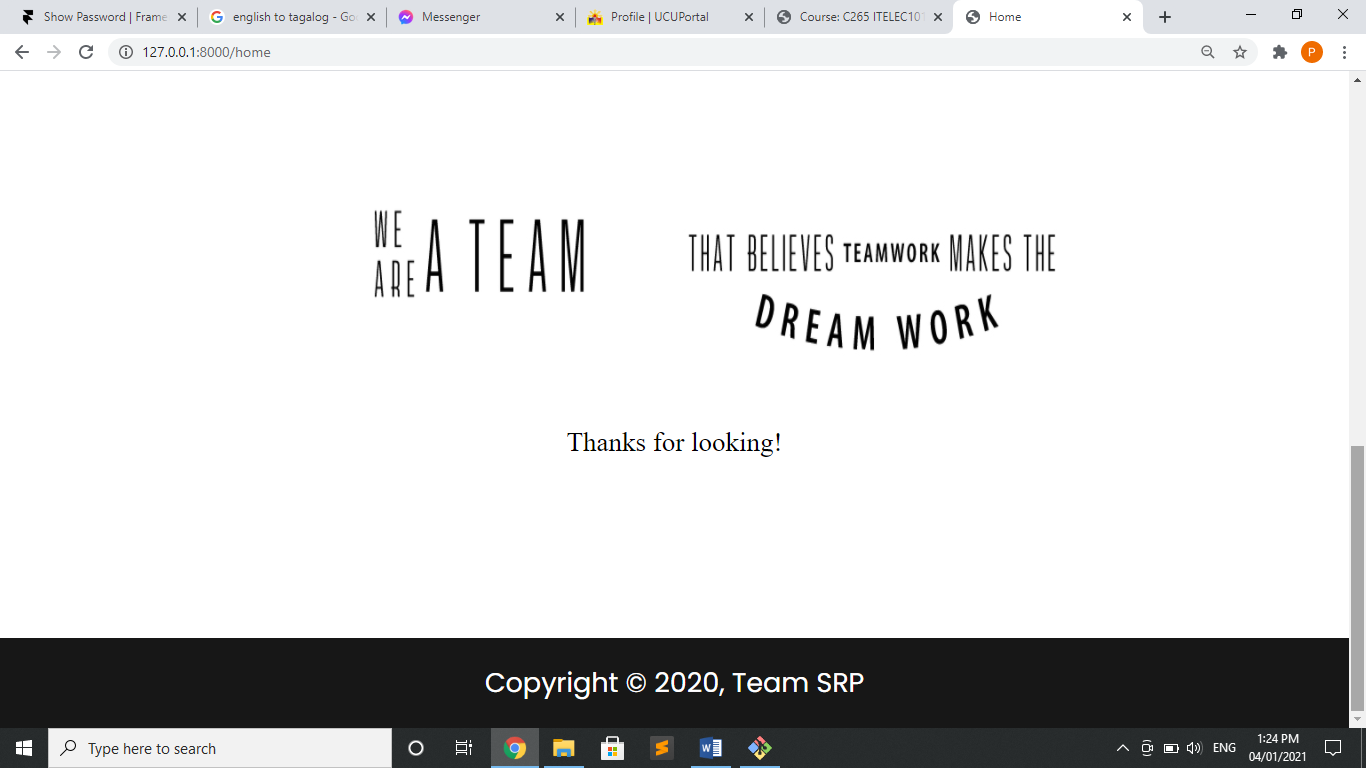 Show Password | Frame
english to tagalog - Go
Messenger
Profile | UCUPortal
Course: C265 ITELEC101
Home
127.0.0.1:8000/home
P
WE
ARE A TEAM
THAT BELIEVES TEAMWORK MAKES THE
DREAM WORK
Thanks for looking!
Copyright © 2020, Team SRP
Type here to search
ENG
1:24 PM
04/01/2021